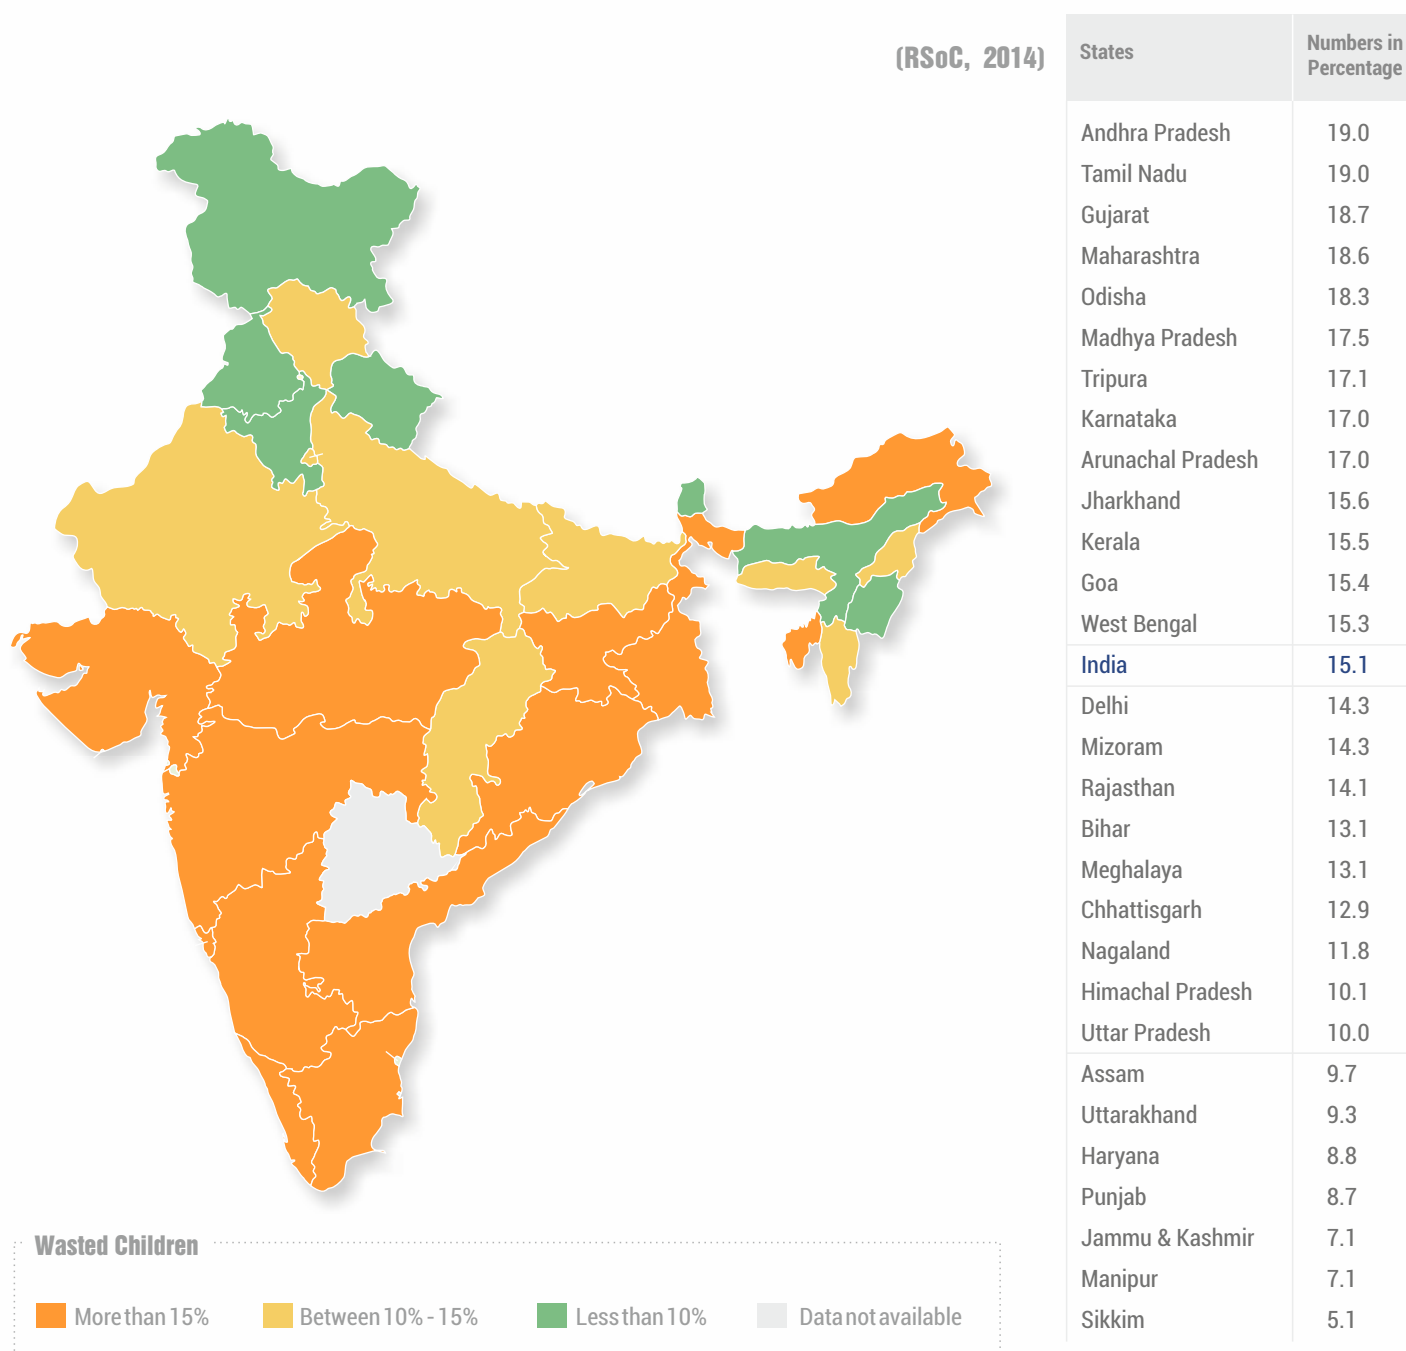 (RSoC, 2014)
States Numbers in Percentage
Andhra Pradesh 19.0
Tamil Nadu 19.0
Gujarat 18.7
Maharashtra 18.6
Odisha 18.3
Madhya Pradesh 17.5
Tripura 17.1
Karnataka 17.0
Arunachal Pradesh 17.0
Jharkhand 15.6
Kerala 15.5
Goa 15.4
West Bengal 15.3
India 15.1
Delhi 14.3
Mizoram 14.3
Rajasthan 14.1
Bihar 13.1
Meghalaya 13.1
Chhattisgarh 12.9
Nagaland 11.8
Himachal Pradesh 10.1
Uttar Pradesh 10.0
Assam 9.7
Uttarakhand 9.3
Haryana 8.8
Punjab 8.7
Jammu & Kashmir 7.1
Manipur 7.1
Sikkim 5.1
Wasted Children
More than 15% Between 10% - 15% Less than 10% Data not available